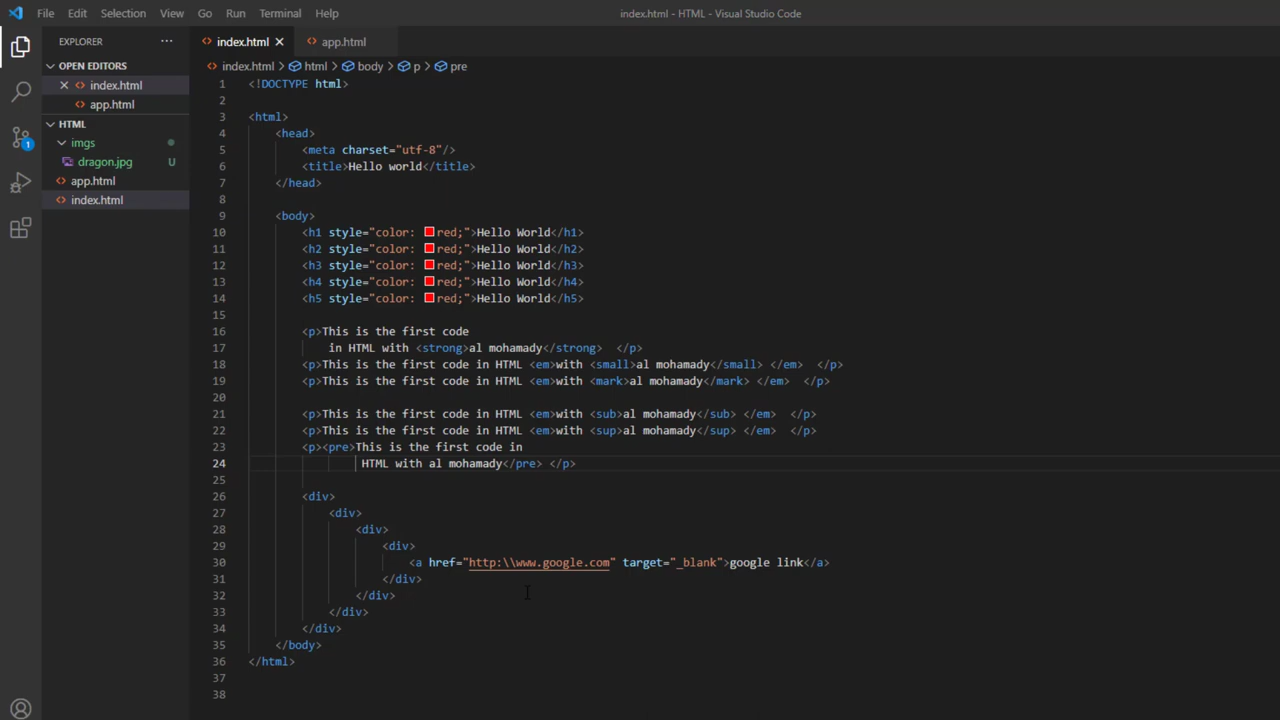 File Edit Selection View Go Run Terminal Help index.html - HTML - Visual Studio Code
EXPLORER ···
OPEN EDITORS
index.html
app.html
HTML
imgs
dragon.jpg U
app.html
index.html
1
index.html app.html
index.html > html > body > p > pre
1 <!DOCTYPE html>
2
3 <html>
4 <head>
5 <meta charset="utf-8"/>
6 <title>Hello world</title>
7 </head>
8
9 <body>
10 <h1 style="color: red;">Hello World</h1>
11 <h2 style="color: red;">Hello World</h2>
12 <h3 style="color: red;">Hello World</h3>
13 <h4 style="color: red;">Hello World</h4>
14 <h5 style="color: red;">Hello World</h5>
15
16 <p>This is the first code
17 in HTML with <strong>al mohamady</strong>  </p>
18 <p>This is the first code in HTML <em>with <small>al mohamady</small> </em>  </p>
19 <p>This is the first code in HTML <em>with <mark>al mohamady</mark> </em>  </p>
20
21 <p>This is the first code in HTML <em>with <sub>al mohamady</sub> </em>  </p>
22 <p>This is the first code in HTML <em>with <sup>al mohamady</sup> </em>  </p>
23 <p><pre>This is the first code in
24 HTML with al mohamady</pre> </p>
25
26 <div>
27 <div>
28 <div>
29 <div>
30 <a href="http:\\www.google.com" target="_blank">google link</a>
31 </div>
32 </div>
33 </div>
34 </div>
35 </body>
36 </html>
37
38